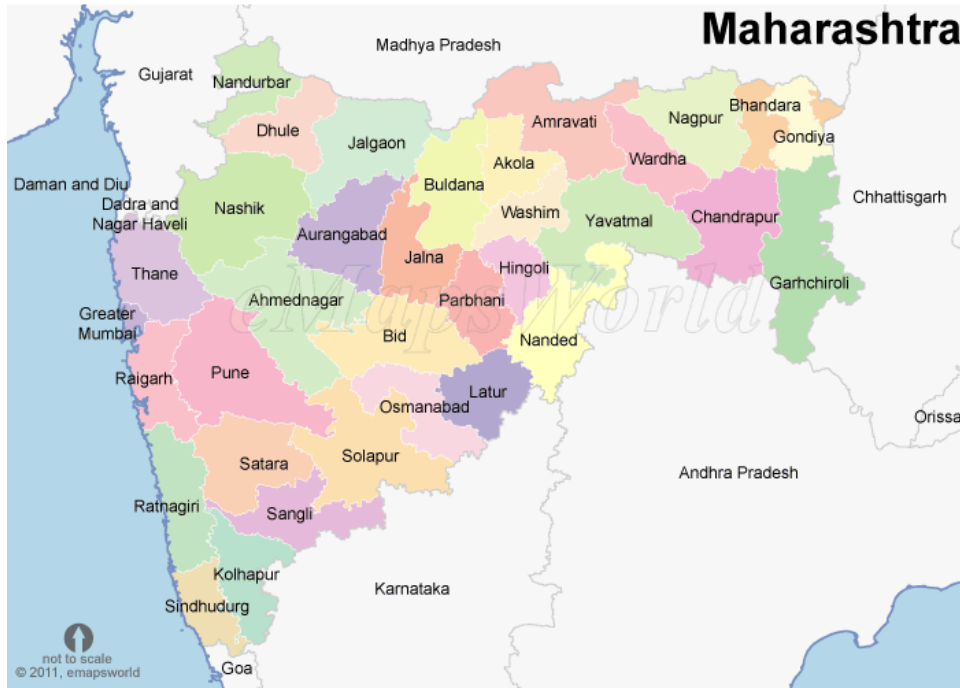 Maharashtra
Madhya Pradesh
Gujarat
Nandurbar
Dhule
Jalgaon
Amravati
Nagpur
Bhandara
Gondiya
Wardha
Akola
Buldana
Daman and Diu
Dadra and
Nagar Haveli
Nashik
Aurangabad
Washim
Yavatmal
Chandrapur
Chhattisgarh
Thane
Jalna
Hingoli
Garhchiroli
Ahmednagar
Parbhani
eMapsWorld
Greater
Mumbai
Bid
Nanded
Raigarh
Pune
Latur
Osmanabad
Orissa
Satara
Solapur
Andhra Pradesh
Ratnagiri
Sangli
Kolhapur
Karnataka
Sindhudurg
Goa
not to scale
© 2011, emapsworld